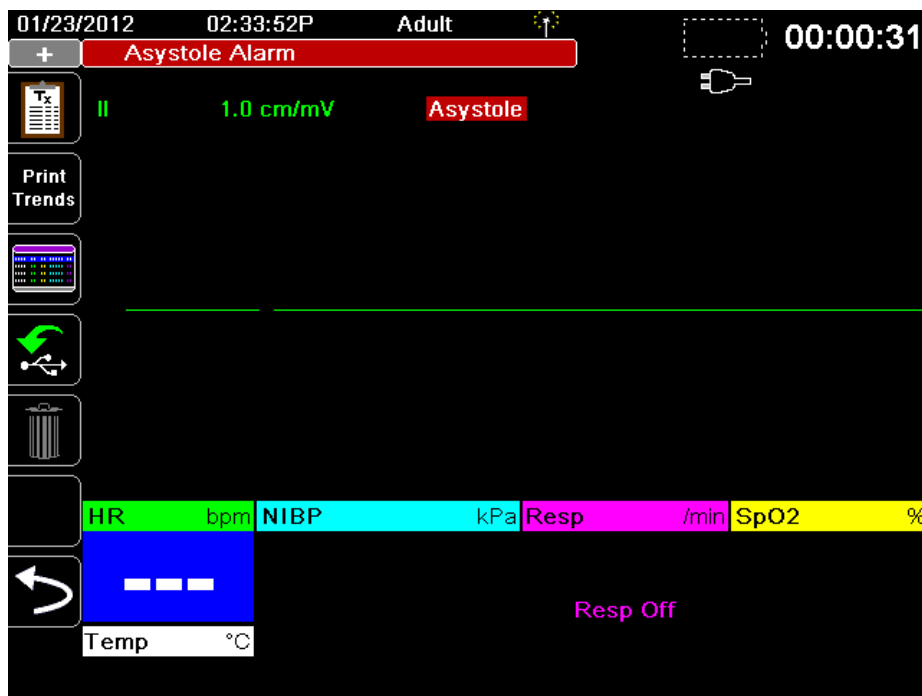 01/23/2012 02:33:52P Adult 00:00:31
+ Asystole Alarm
Tx
II 1.0 cm/mV Asystole
Print
Trends
HR bpm NIBP kPa Resp /min SpO2 %
---
Resp Off
Temp °C